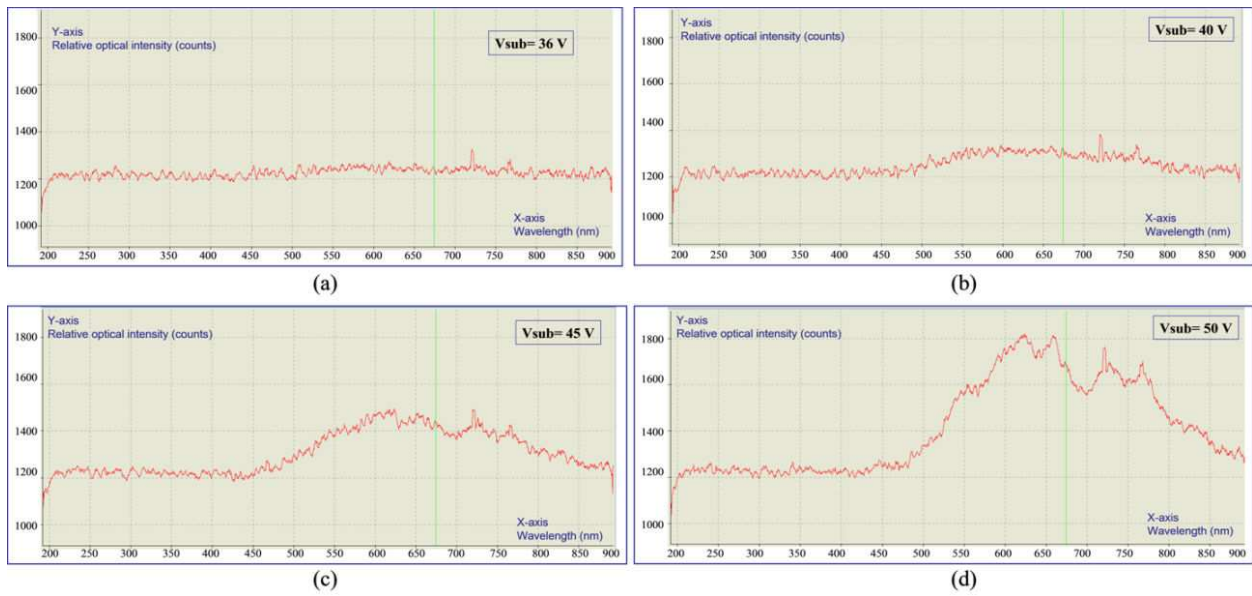 Y-axis
Relative optical intensity (counts)
Vsub= 36 V
1800
1600
1400
1200
1000
X-axis
Wavelength (nm)
200 250 300 350 400 450 500 550 600 650 700 750 800 850 900
(a)
Y-axis
Relative optical intensity (counts)
Vsub= 40 V
1800
1600
1400
1200
1000
X-axis
Wavelength (nm)
200 250 300 350 400 450 500 550 600 650 700 750 800 850 900
(b)
Y-axis
Relative optical intensity (counts)
Vsub= 45 V
1800
1600
1400
1200
1000
X-axis
Wavelength (nm)
200 250 300 350 400 450 500 550 600 650 700 750 800 850 900
(c)
Y-axis
Relative optical intensity (counts)
Vsub= 50 V
1800
1600
1400
1200
1000
X-axis
Wavelength (nm)
200 250 300 350 400 450 500 550 600 650 700 750 800 850 900
(d)